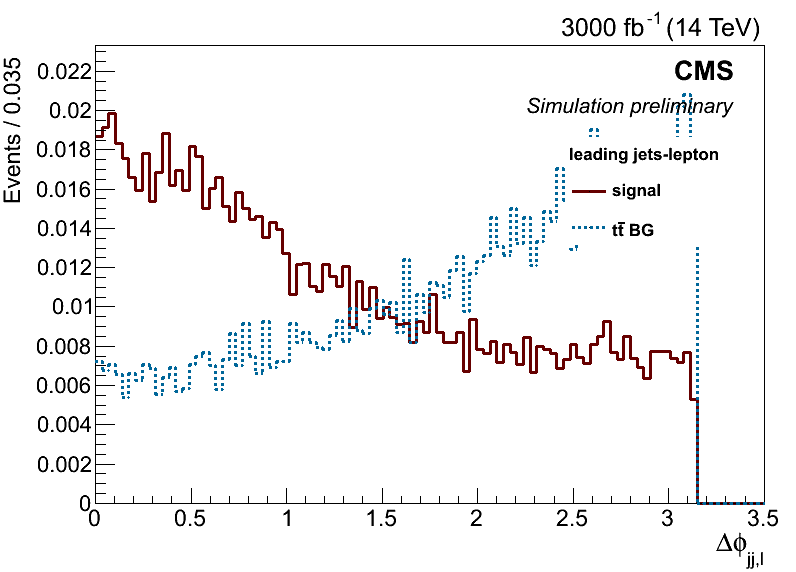 3000 fb-1 (14 TeV)
CMS
Simulation preliminary
leading jets-lepton
signal
tt̄ BG
Events / 0.035
0.022
0.02
0.018
0.016
0.014
0.012
0.01
0.008
0.006
0.004
0.002
0
0 0.5 1 1.5 2 2.5 3 3.5
Δϕjj,l